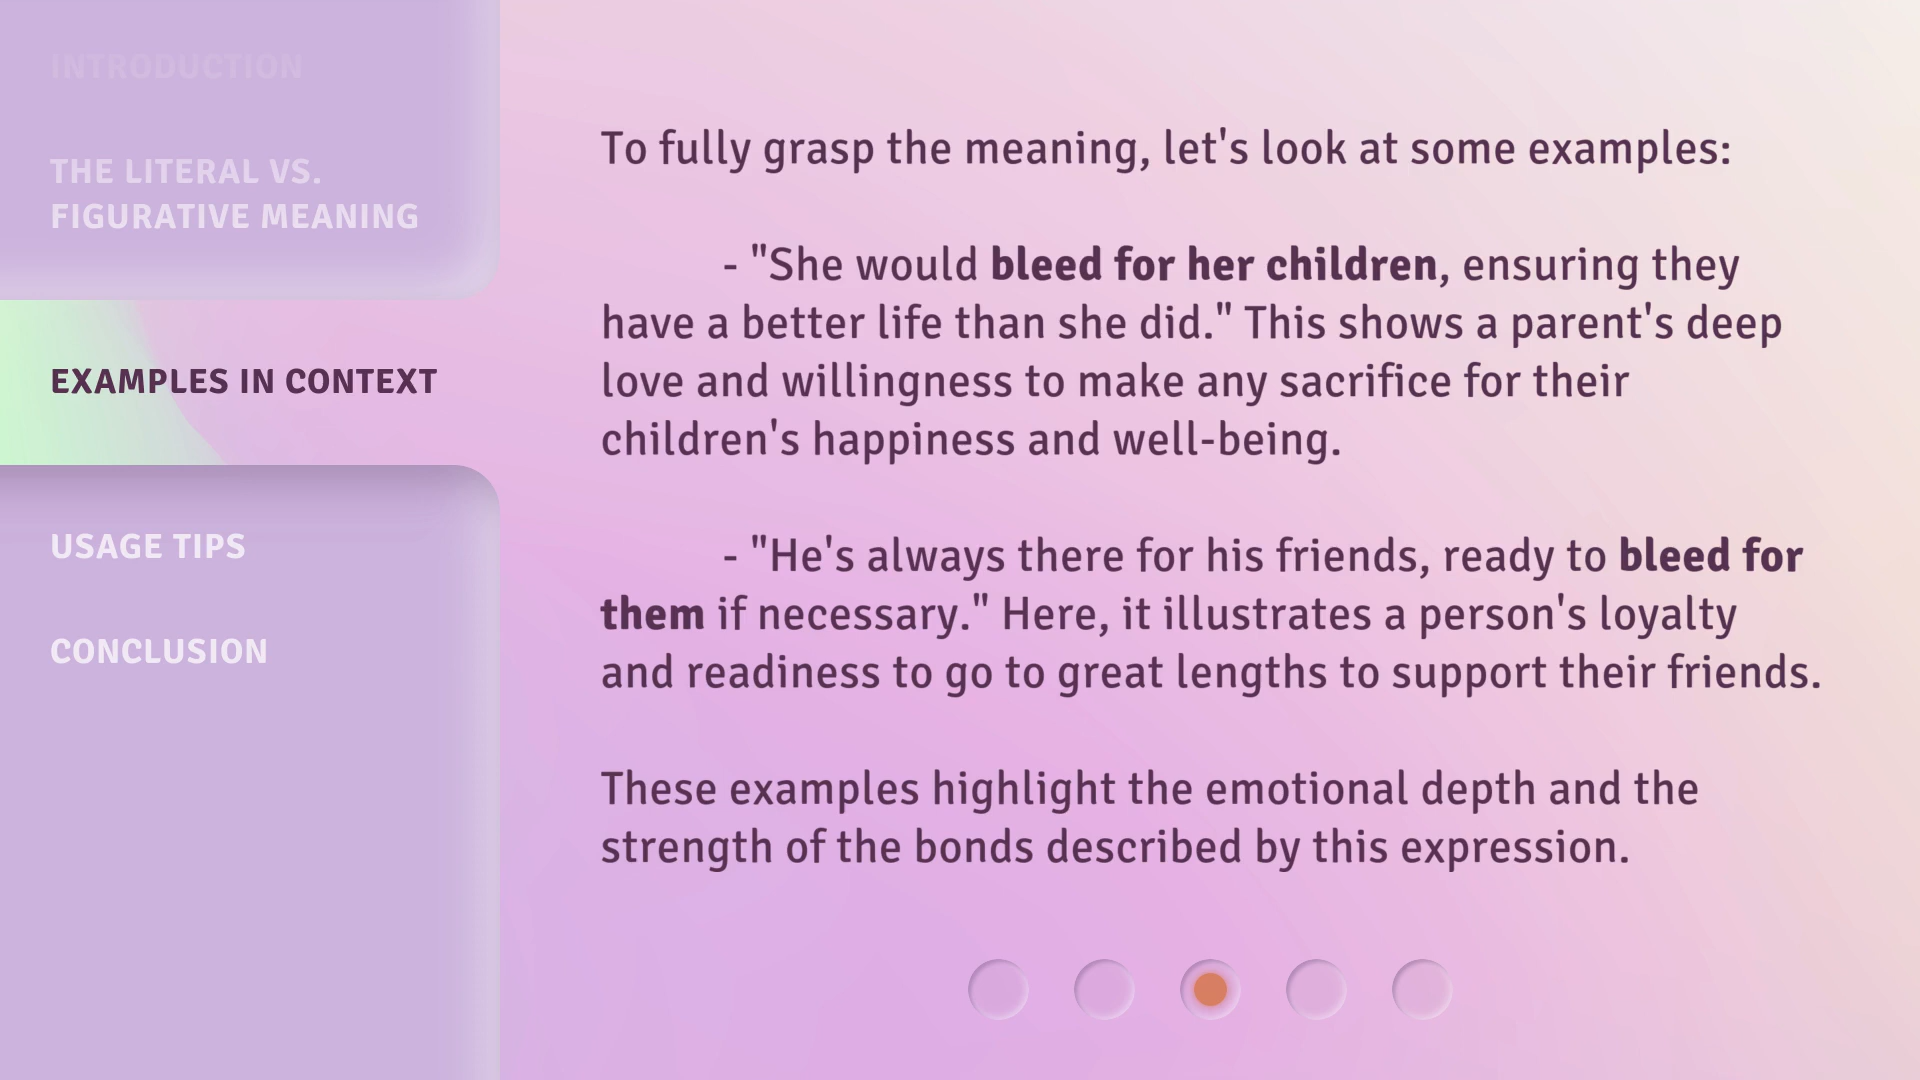 INTRODUCTION
THE LITERAL VS.
FIGURATIVE MEANING
EXAMPLES IN CONTEXT
USAGE TIPS
CONCLUSION
To fully grasp the meaning, let's look at some examples:
- "She would bleed for her children, ensuring they
have a better life than she did." This shows a parent's deep
love and willingness to make any sacrifice for their
children's happiness and well-being.
- "He's always there for his friends, ready to bleed for
them if necessary." Here, it illustrates a person's loyalty
and readiness to go to great lengths to support their friends.
These examples highlight the emotional depth and the
strength of the bonds described by this expression.